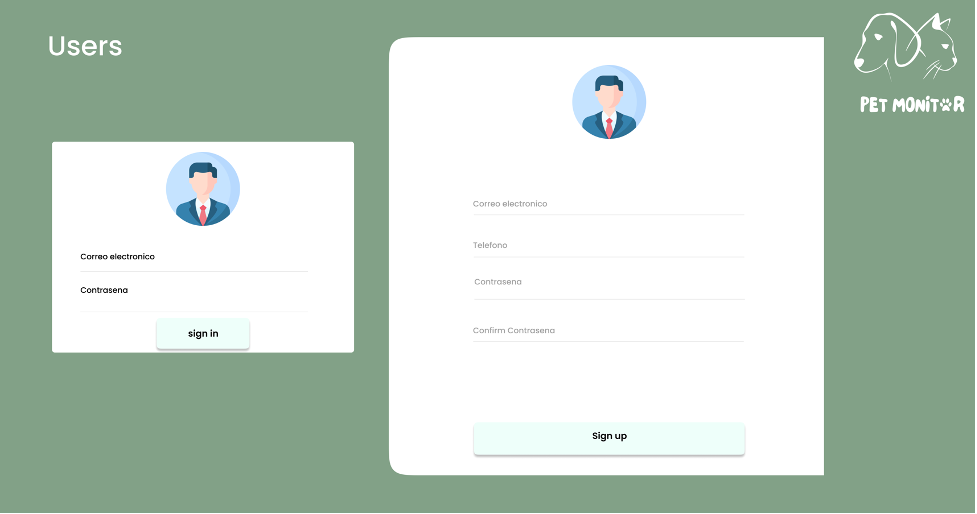 Users
Correo electronico
Contrasena
sign in
Correo electronico
Telefono
Contrasena
Confirm Contrasena
Sign up
PET MONiTOR